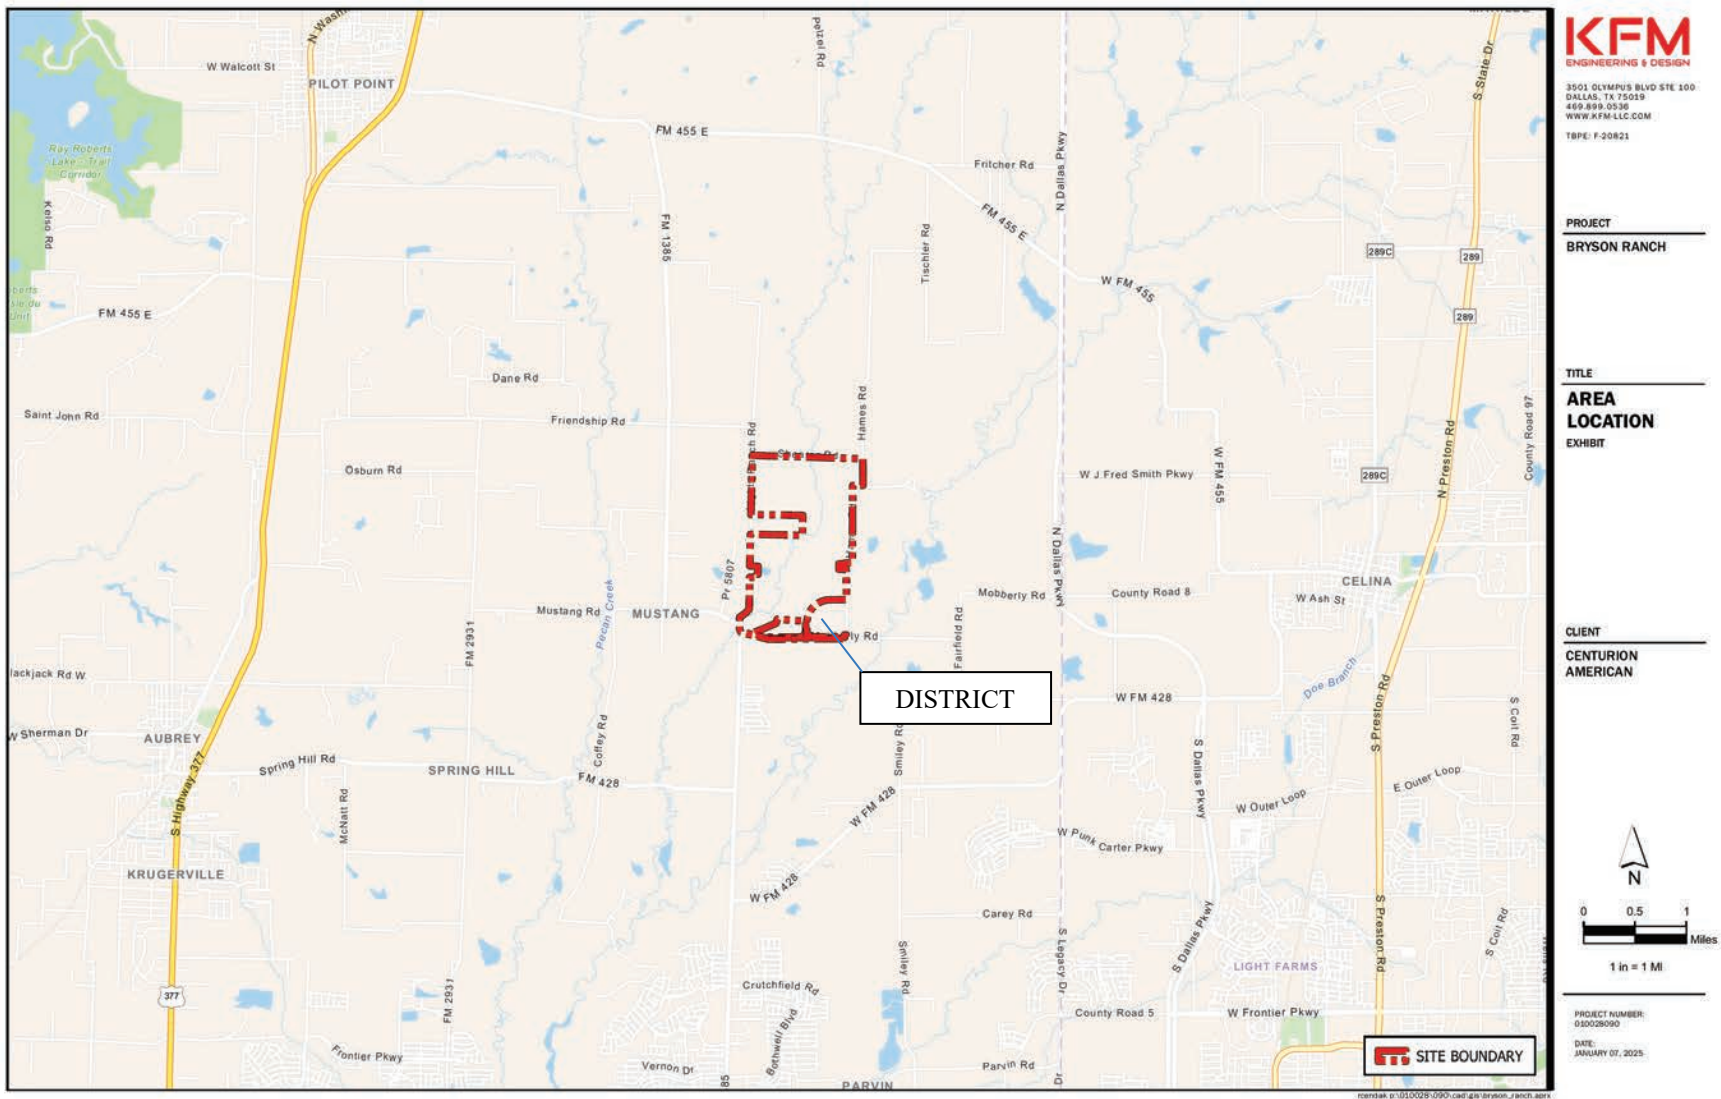 N Wash
W Walcott St
PILOT POINT
Ray Roberts
Lake - Trail
Corridor
Kelso Rd
FM 455 E
FM 455 E
FM 1385
Fritcher Rd
N Dallas Pkwy
FM 455 E
Tischler Rd
W FM 455
S State Dr
289C
289
289
Saint John Rd
Dane Rd
Friendship Rd
Hames Rd
Osburn Rd
W J Fred Smith Pkwy
W FM 455
289C
N Preston Rd
County Road 97
Pr 5807
Mustang Rd
MUSTANG
Pecan Creek
FM 2931
ly Rd
Fairfield Rd
Mobberly Rd
N Dallas Pkwy
County Road 8
W Ash St
CELINA
DISTRICT
lackjack Rd W
W Sherman Dr
AUBREY
S Highway 377
Spring Hill Rd
SPRING HILL
McNatt Rd
Coffey Rd
FM 428
W FM 428
Smiley Rd
W FM 428
Doe Branch
S Preston Rd
S Coit Rd
S Dallas Pkwy
W Outer Loop
E Outer Loop
W Punk
Carter Pkwy
KRUGERVILLE
W FM 428
Carey Rd
Smiley Rd
S Legacy Dr
S Dallas Pkwy
S Preston Rd
S Coit Rd
LIGHT FARMS
377
FM 2931
Crutchfield Rd
Bothwell Blvd
County Road 5
W Frontier Pkwy
Frontier Pkwy
Vernon Dr
85
PARVIN
Parvin Rd
Dr
SITE BOUNDARY
KFM
ENGINEERING & DESIGN
3501 OLYMPUS BLVD STE 100
DALLAS, TX 75019
469.899.0536
WWW.KFM-LLC.COM
TBPE: F-20821
PROJECT
BRYSON RANCH
TITLE
AREA
LOCATION
EXHIBIT
CLIENT
CENTURION
AMERICAN
N
0 0.5 1
Miles
1 in = 1 MI
PROJECT NUMBER:
010028090
DATE:
JANUARY 07, 2025